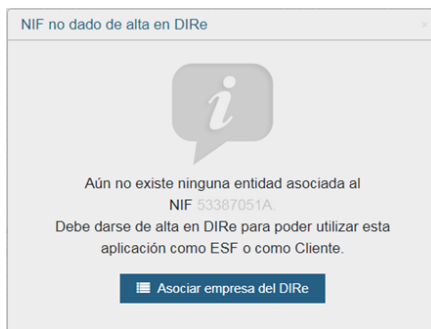 NIF no dado de alta en DIRe
Aún no existe ninguna entidad asociada al
NIF 53387051A.
Debe darse de alta en DIRe para poder utilizar esta
aplicación como ESF o como Cliente.
Asociar empresa del DIRe